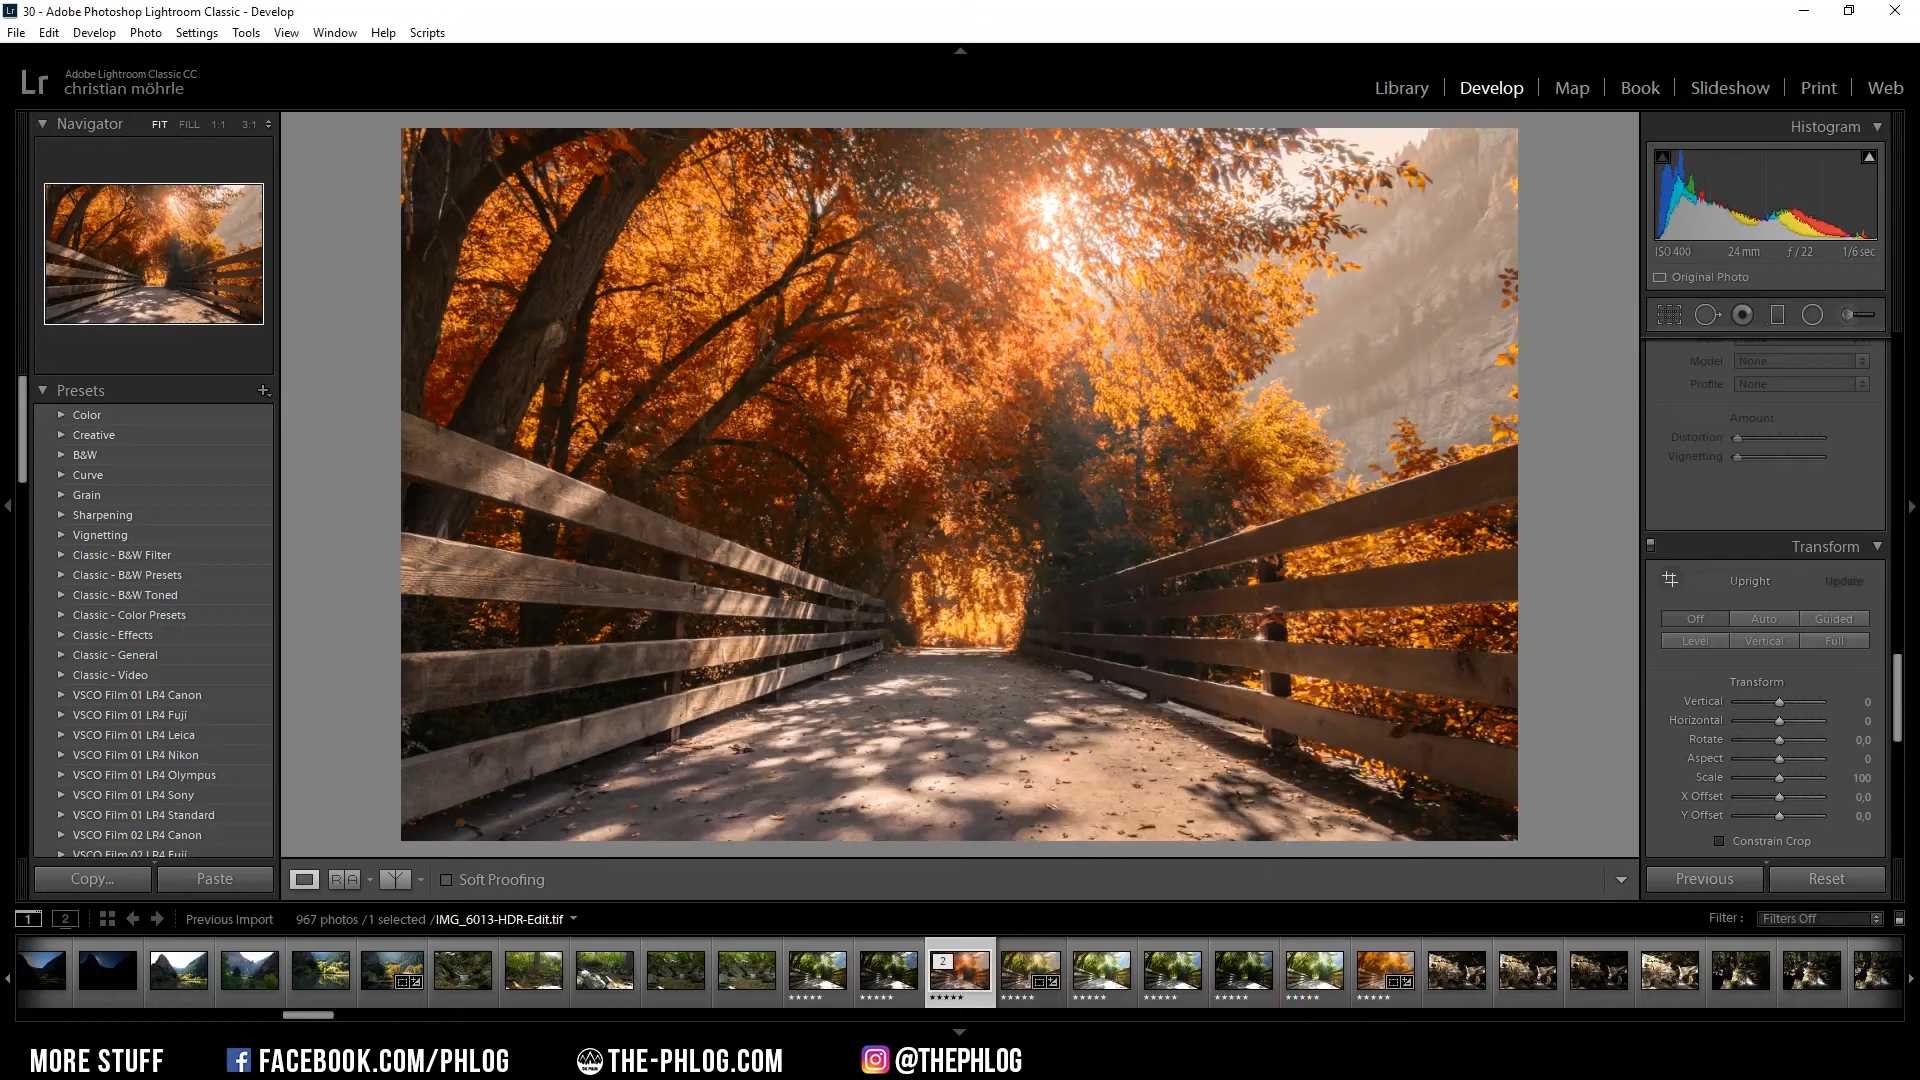 30 - Adobe Photoshop Lightroom Classic - Develop
File Edit Develop Photo Settings Tools View Window Help Scripts
Lr Adobe Lightroom Classic CC
christian möhrle
Library Develop Map Book Slideshow Print Web
Navigator FIT FILL 1:1 3:1
Histogram
ISO 400 24 mm ƒ / 22 1/6 sec
Original Photo
Model None
Profile None
Amount
Distortion
Vignetting
Presets
Color
Creative
B&W
Curve
Grain
Sharpening
Vignetting
Classic - B&W Filter
Classic - B&W Presets
Classic - B&W Toned
Classic - Color Presets
Classic - Effects
Classic - General
Classic - Video
VSCO Film 01 LR4 Canon
VSCO Film 01 LR4 Fuji
VSCO Film 01 LR4 Leica
VSCO Film 01 LR4 Nikon
VSCO Film 01 LR4 Olympus
VSCO Film 01 LR4 Sony
VSCO Film 01 LR4 Standard
VSCO Film 02 LR4 Canon
VSCO Film 02 LR4 Fuji
Transform
Upright Update
Off Auto Guided
Level Vertical Full
Transform
Vertical 0
Horizontal 0
Rotate 0,0
Aspect 0
Scale 100
X Offset 0,0
Y Offset 0,0
Constrain Crop
Copy... Paste
R A Y Soft Proofing
Previous Reset
1 2 Previous Import 967 photos /1 selected /IMG_6013-HDR-Edit.tif
Filter : Filters Off
2
MORE STUFF FACEBOOK.COM/PHLOG THE-PHLOG.COM @THEPHLOG